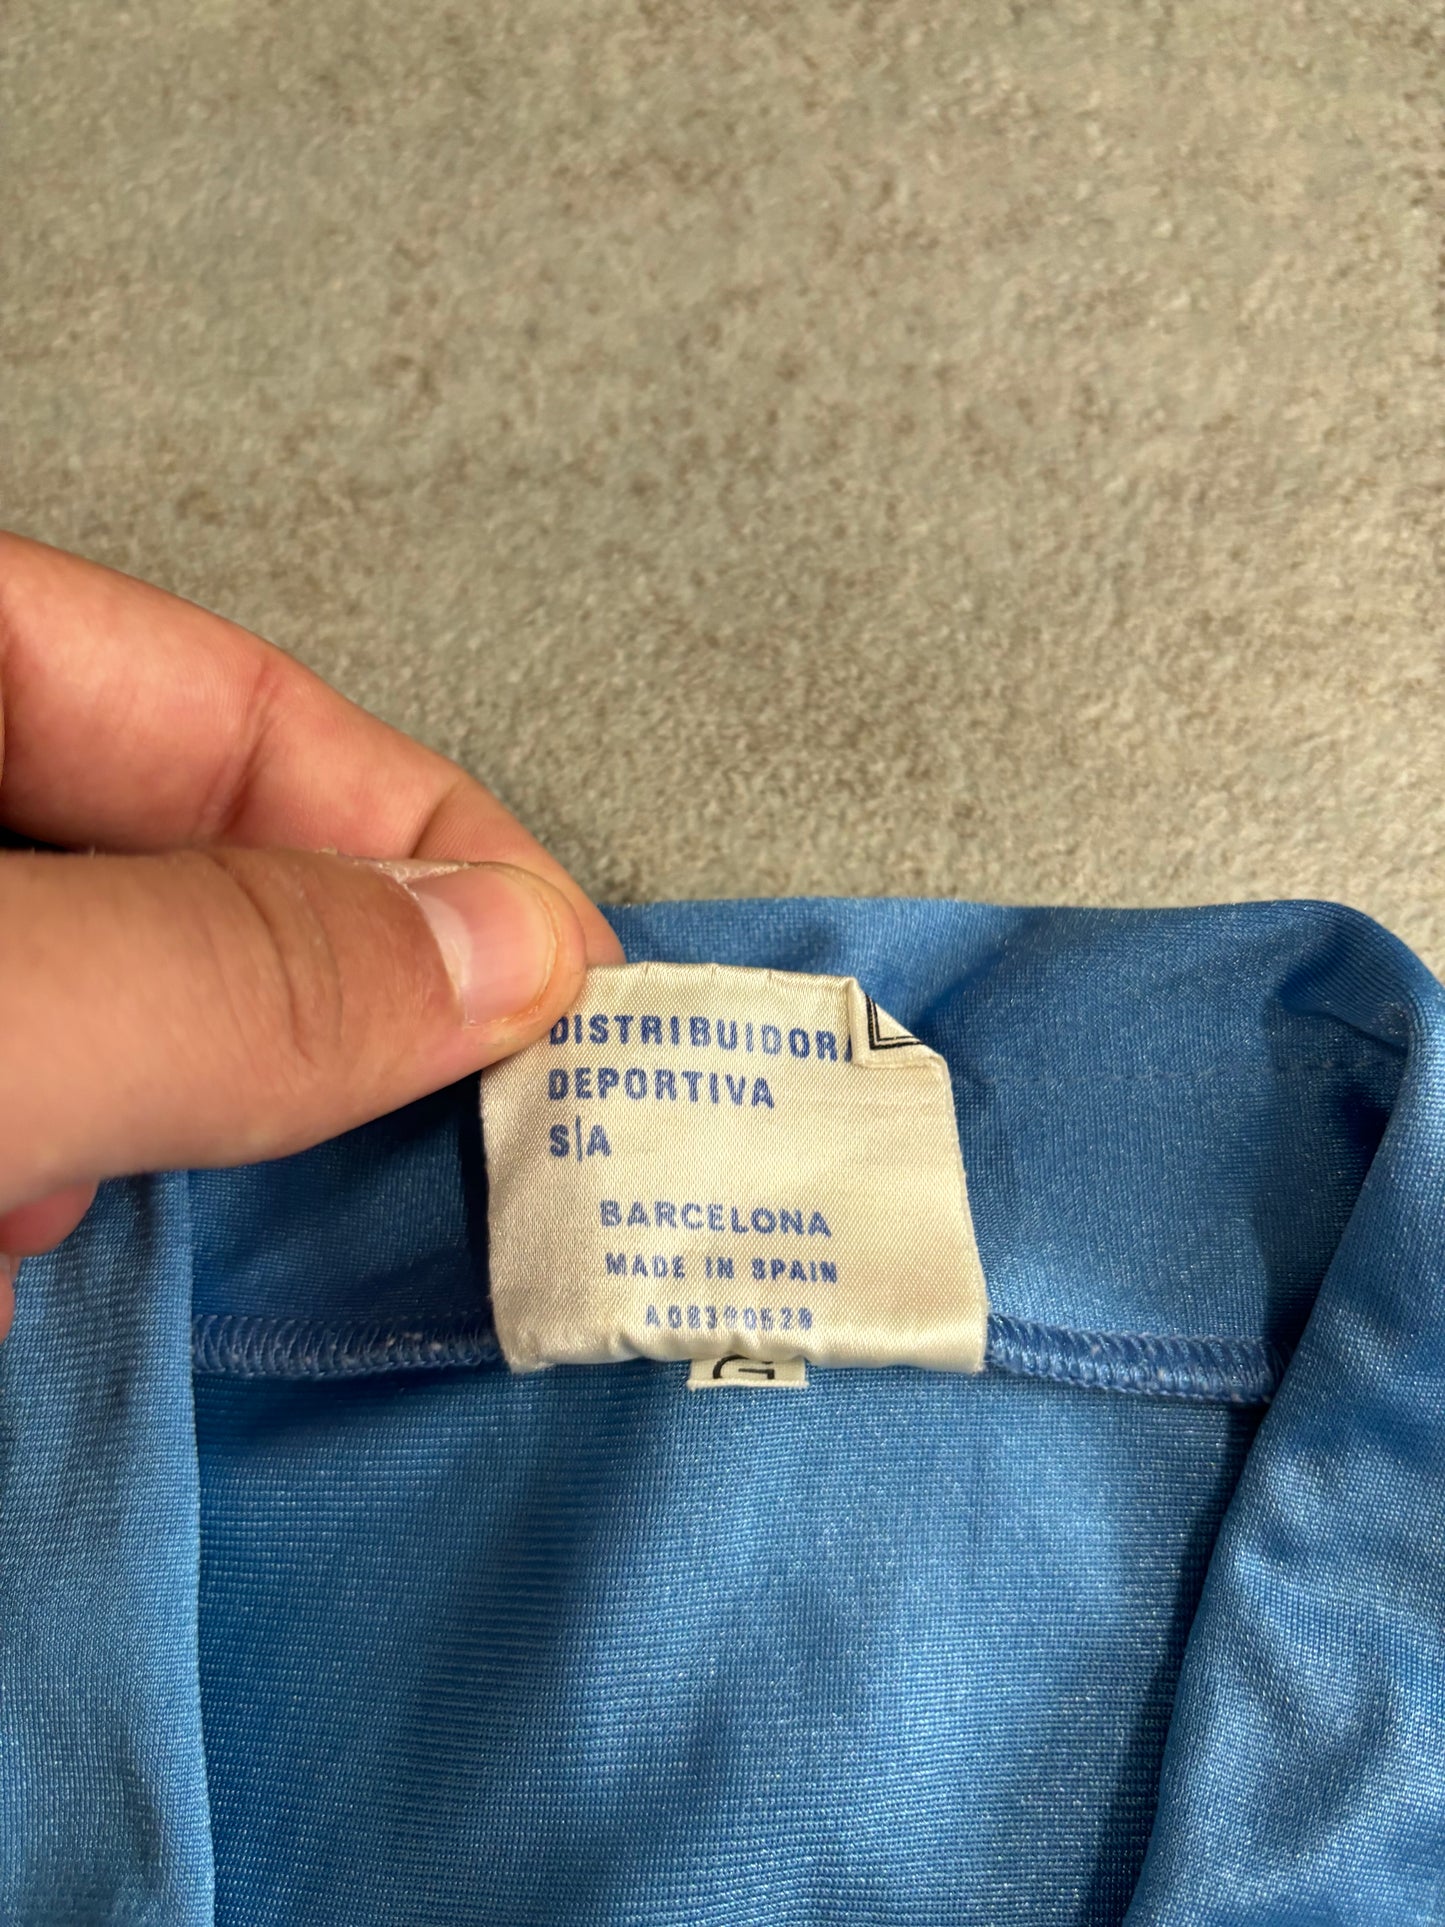 DISTRIBUIDORA
DEPORTIVA
S/A
BARCELONA
MADE IN SPAIN